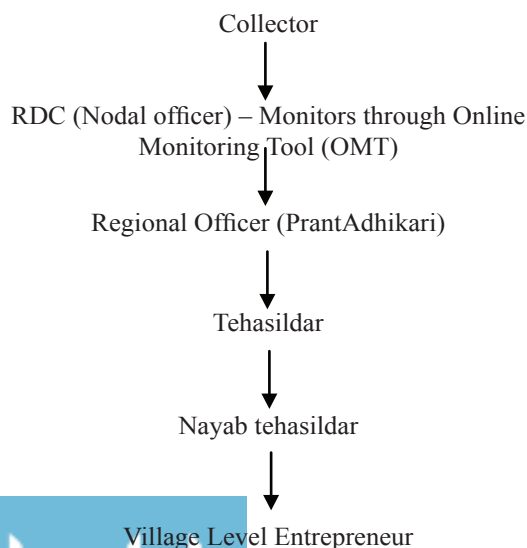 Collector
RDC (Nodal officer) – Monitors through Online
Monitoring Tool (OMT)
Regional Officer (PrantAdhikari)
Tehasildar
Nayab tehasildar
Village Level Entrepreneur